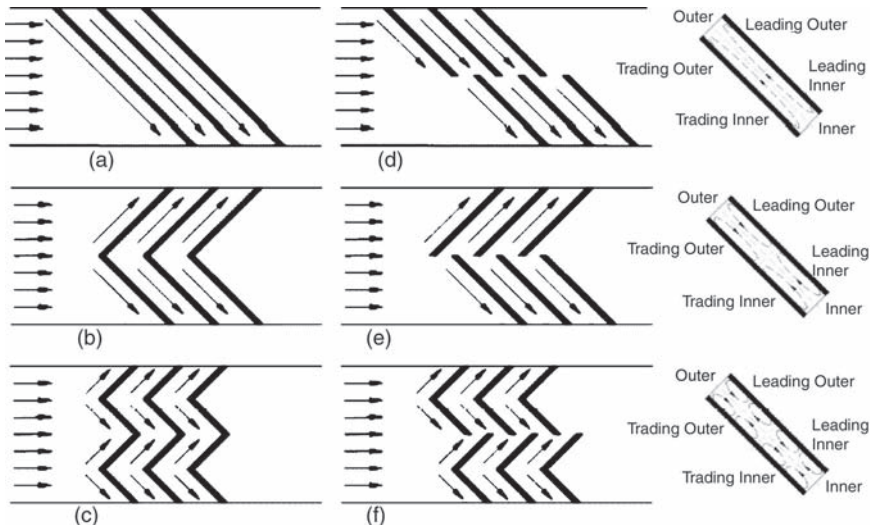 Outer
Leading Outer
Trading Outer
Leading
Inner
Trading Inner
Inner
(a)
(d)
Outer
Leading Outer
Trading Outer
Leading
Inner
Trading Inner
Inner
(b)
(e)
Outer
Leading Outer
Trading Outer
Leading
Inner
Trading Inner
Inner
(c)
(f)